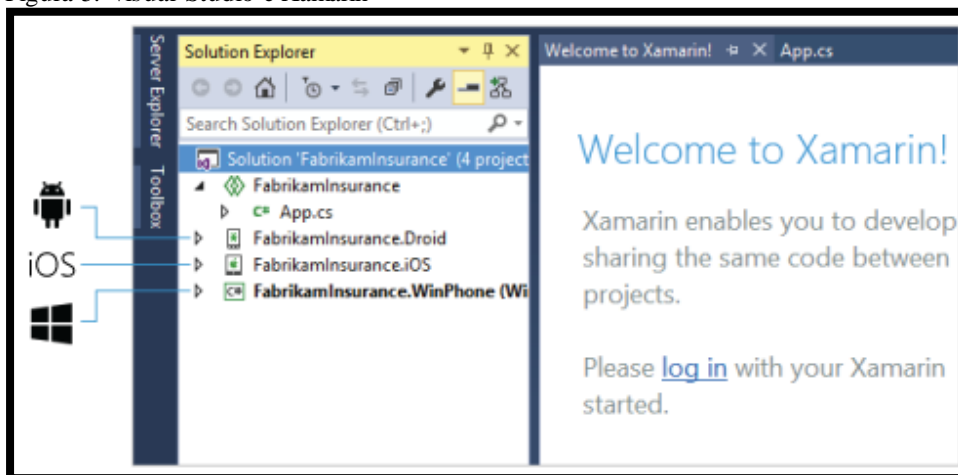 Server Explorer
Toolbox
Solution Explorer
Search Solution Explorer (Ctrl+;)
Solution 'FabrikamInsurance' (4 project
FabrikamInsurance
C# App.cs
FabrikamInsurance.Droid
FabrikamInsurance.iOS
C# FabrikamInsurance.WinPhone (Wi
iOS
Welcome to Xamarin!
App.cs
Welcome to Xamarin!
Xamarin enables you to develop
sharing the same code between
projects.
Please log in with your Xamarin
started.